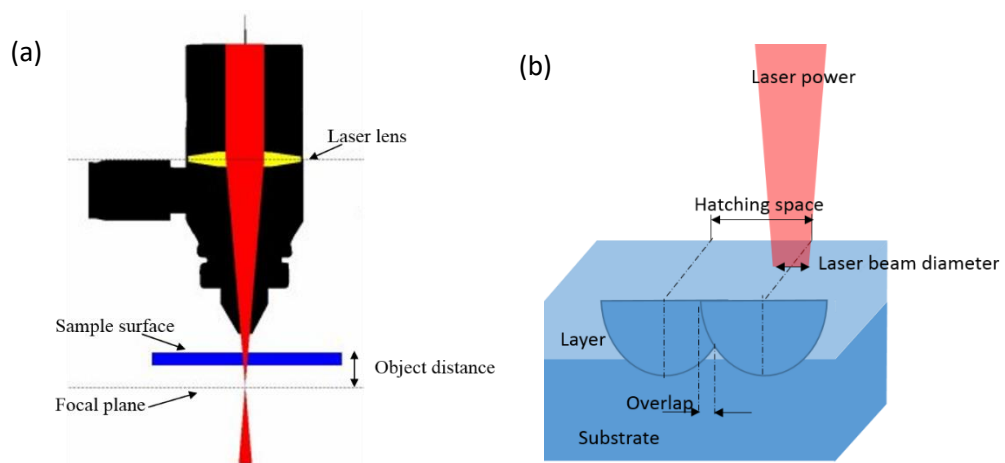 (a)
Laser lens
Sample surface
Object distance
Focal plane
(b)
Laser power
Hatching space
Laser beam diameter
Layer
Overlap
Substrate